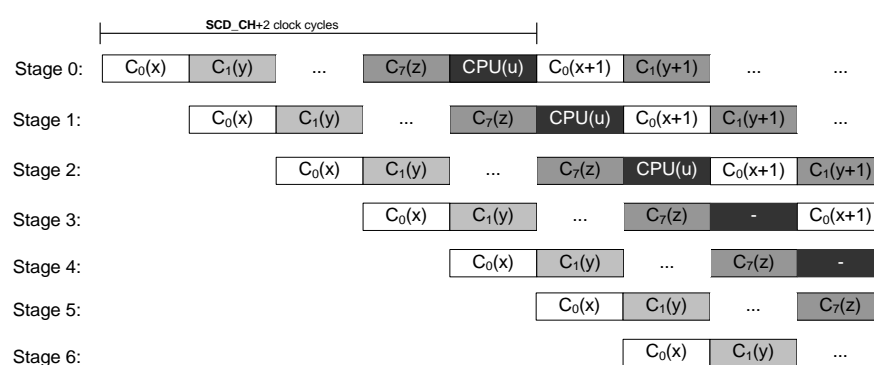 SCD_CH+2 clock cycles
Stage 0: C₀(x) C₁(y) ... C₇(z) CPU(u) C₀(x+1) C₁(y+1) ... ...
Stage 1: C₀(x) C₁(y) ... C₇(z) CPU(u) C₀(x+1) C₁(y+1) ...
Stage 2: C₀(x) C₁(y) ... C₇(z) CPU(u) C₀(x+1) C₁(y+1)
Stage 3: C₀(x) C₁(y) ... C₇(z) - C₀(x+1)
Stage 4: C₀(x) C₁(y) ... C₇(z) -
Stage 5: C₀(x) C₁(y) ... C₇(z)
Stage 6: C₀(x) C₁(y) ...